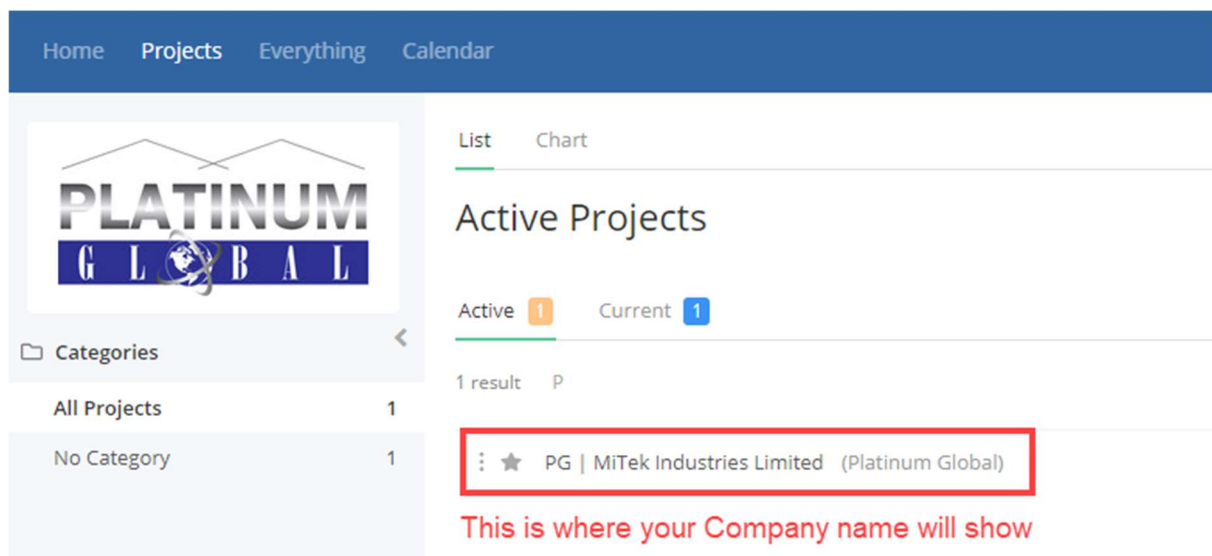 Home Projects Everything Calendar
PLATINUM
GLOBAL
Categories
All Projects 1
No Category 1
List Chart
Active Projects
Active 1 Current 1
1 result P
PG | MiTek Industries Limited (Platinum Global)
This is where your Company name will show